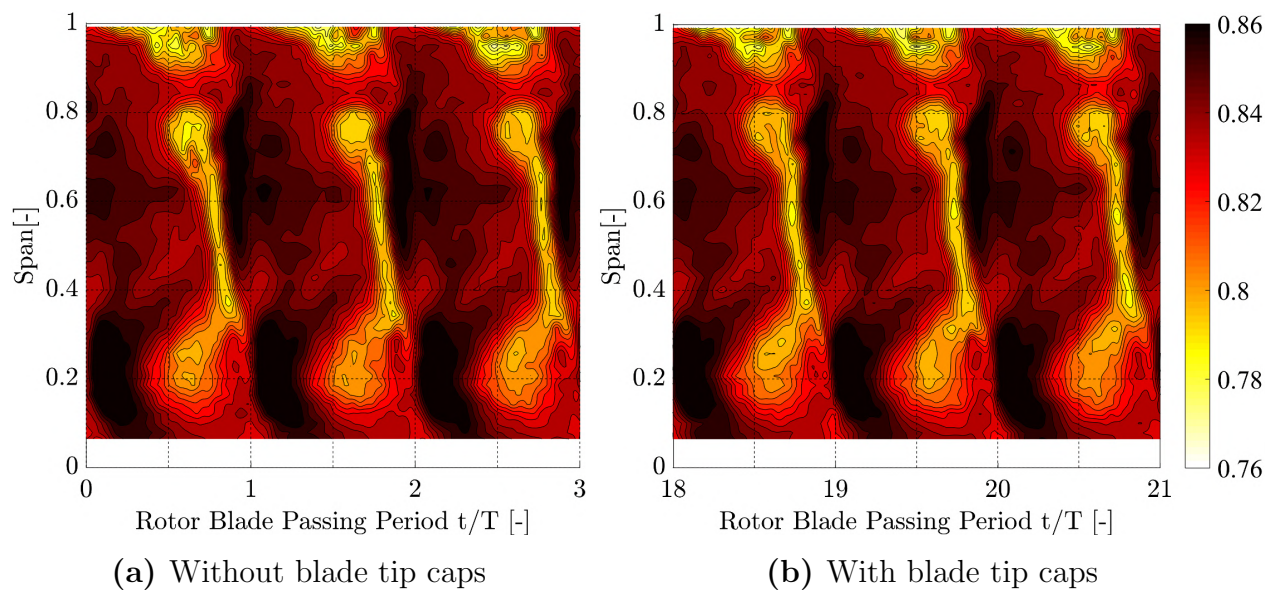 1
0.8
0.6
0.4
0.2
0
Span[-]
0 1 2 3
Rotor Blade Passing Period t/T [-]
(a) Without blade tip caps
1
0.8
0.6
0.4
0.2
0
Span[-]
18 19 20 21
Rotor Blade Passing Period t/T [-]
(b) With blade tip caps
0.86
0.84
0.82
0.8
0.78
0.76